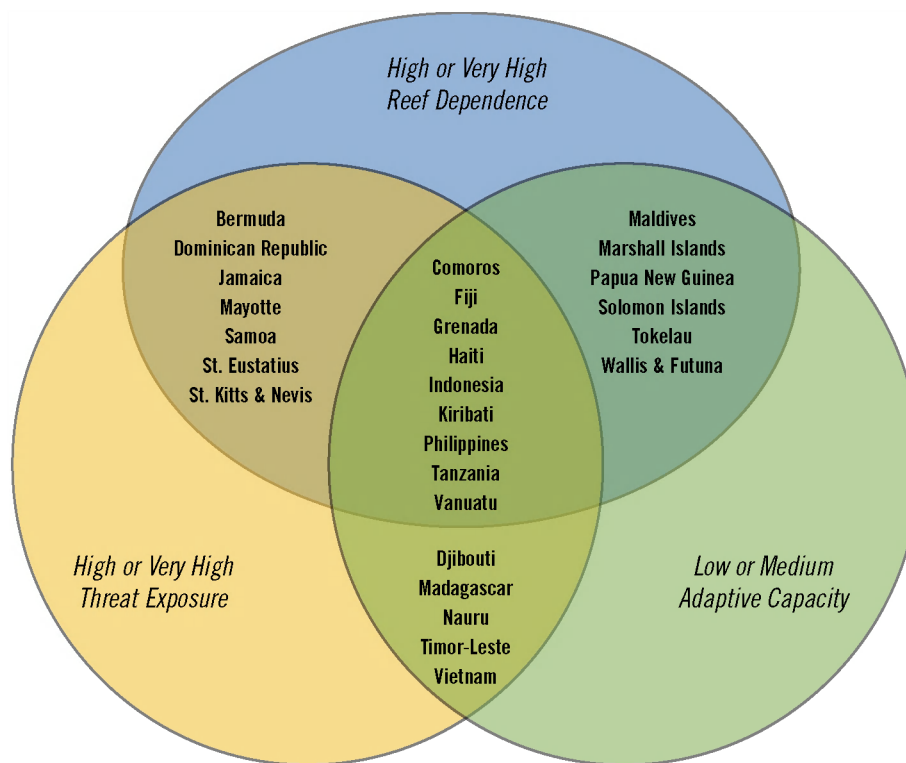 High or Very High
Reef Dependence
Bermuda
Dominican Republic
Jamaica
Mayotte
Samoa
St. Eustatius
St. Kitts & Nevis
Comoros
Fiji
Grenada
Haiti
Indonesia
Kiribati
Philippines
Tanzania
Vanuatu
Maldives
Marshall Islands
Papua New Guinea
Solomon Islands
Tokelau
Wallis & Futuna
High or Very High
Threat Exposure
Djibouti
Madagascar
Nauru
Timor-Leste
Vietnam
Low or Medium
Adaptive Capacity